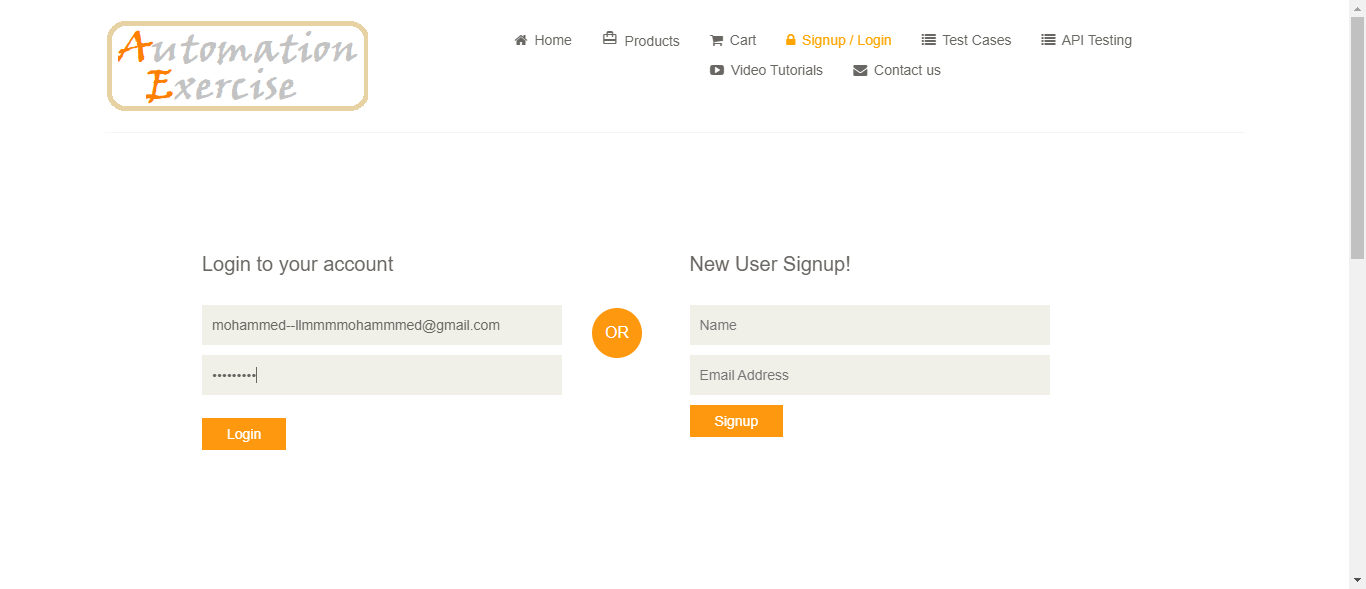 Automation
Exercise
Home Products Cart Signup / Login Test Cases API Testing
Video Tutorials Contact us
Login to your account
mohammed--llmmmmohammmed@gmail.com
•••••••••
Login
OR
New User Signup!
Name
Email Address
Signup